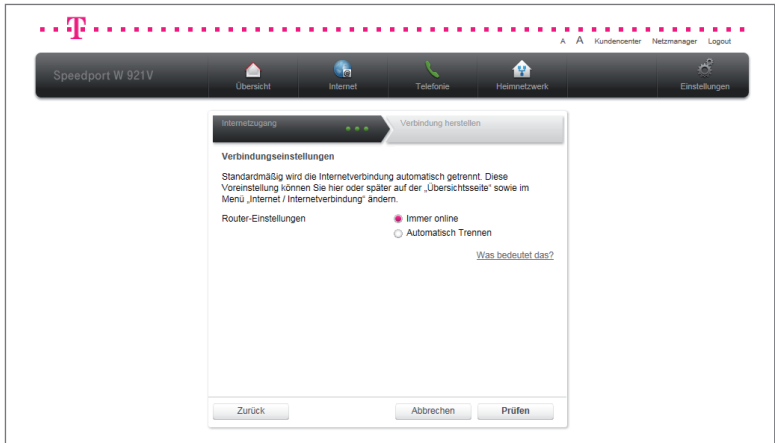 T
A A Kundencenter Netzmanager Logout
Speedport W 921V
Übersicht Internet Telefonie Heimnetzwerk Einstellungen
Internetzugang Verbindung herstellen
Verbindungseinstellungen
Standardmäßig wird die Internetverbindung automatisch getrennt. Diese
Voreinstellung können Sie hier oder später auf der „Übersichtsseite“ sowie im
Menü „Internet / Internetverbindung“ ändern.
Router-Einstellungen Immer online
Automatisch Trennen
Was bedeutet das?
Zurück Abbrechen Prüfen